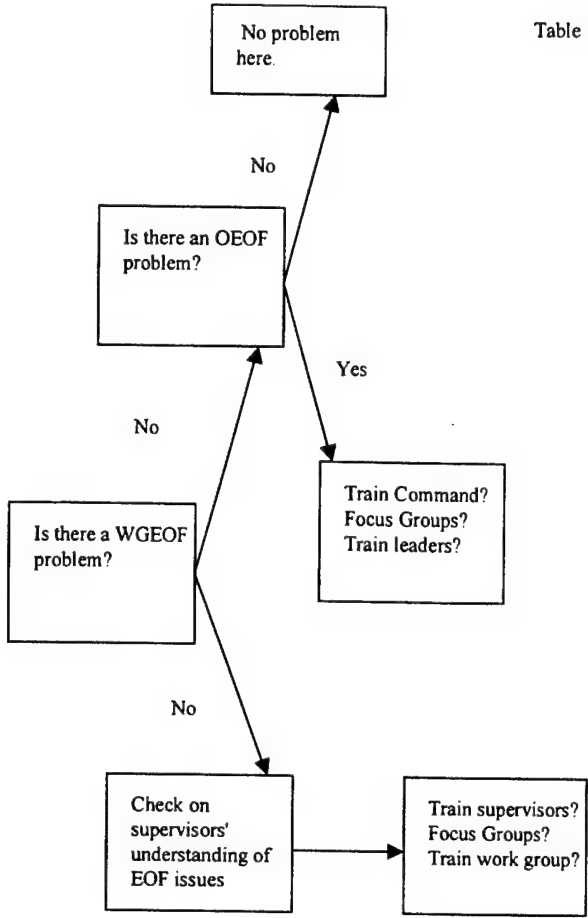 No problem
here.
Table
No
Is there an OEOF
problem?
Yes
No
Train Command?
Focus Groups?
Train leaders?
Is there a WGEOF
problem?
No
Check on
supervisors'
understanding of
EOF issues
Train supervisors?
Focus Groups?
Train work group?